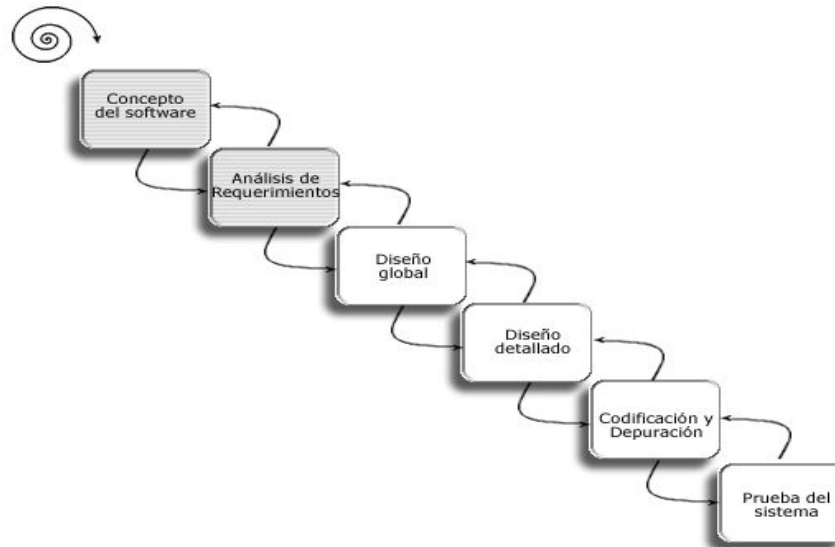 Concepto
del software
Análisis de
Requerimientos
Diseño
global
Diseño
detallado
Codificación y
Depuración
Prueba del
sistema